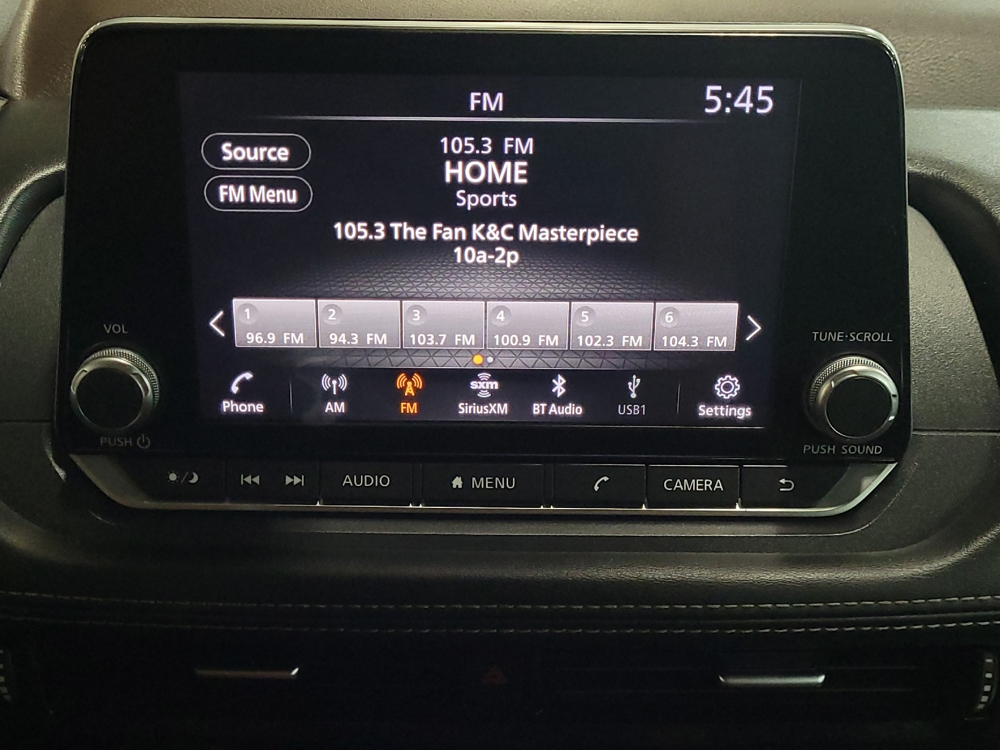 FM
5:45
105.3 FM
HOME
Sports
Source
FM Menu
105.3 The Fan K&C Masterpiece
10a-2p
1 2 3 4 5 6
96.9 FM 94.3 FM 103.7 FM 100.9 FM 102.3 FM 104.3 FM
VOL
TUNE·SCROLL
sxm
Phone AM FM SiriusXM BT Audio USB1 Settings
PUSH
PUSH SOUND
AUDIO MENU CAMERA